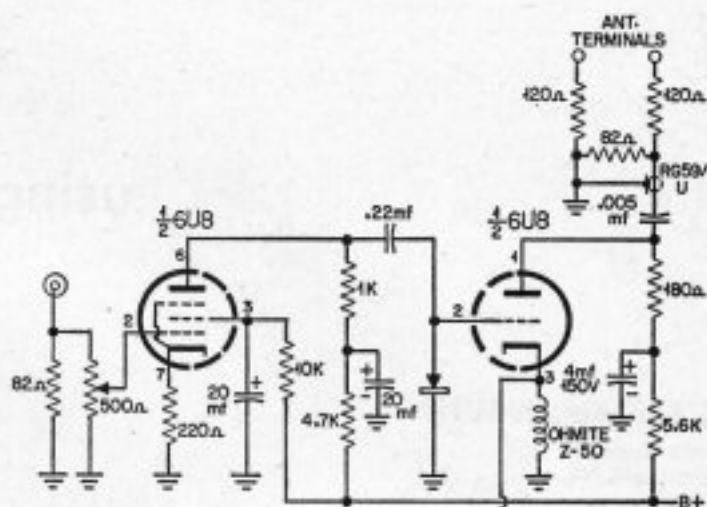 ANT.
TERMINALS
120Ω
120Ω
82Ω
RG59/
U
.005
mf
1/2 6U8
.22mf
1/2 6U8
6
4
1K
180Ω
2
3
2
82Ω
500Ω
7
20
mf
+
10K
+
-
20
mf
3
4mf
150V
+
-
220Ω
4.7K
OHMITE
Z-50
5.6K
B+